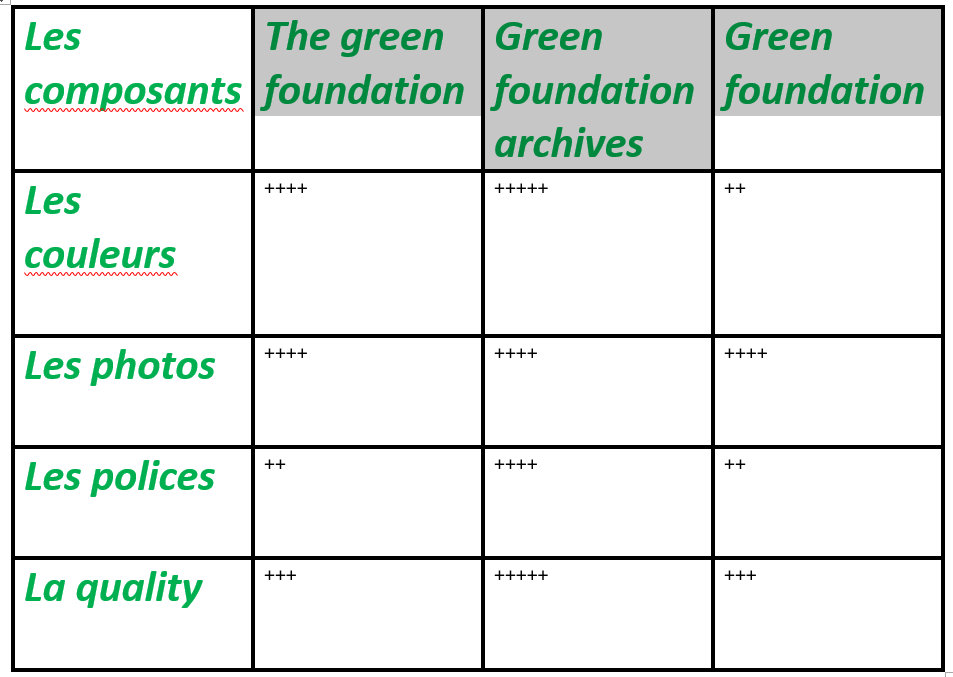 Les
composants
The green
foundation
Green
foundation
archives
Green
foundation
Les
couleurs
++++
+++++
++
Les photos
++++
++++
++++
Les polices
++
++++
++
La quality
+++
+++++
+++